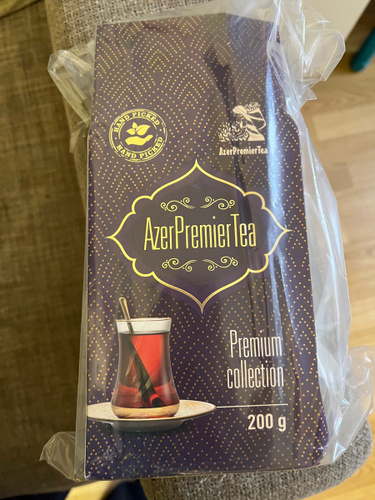 HAND PICKED
HAND PICKED
AzerPremierTea
AzerPremierTea
Premium
collection
200 g